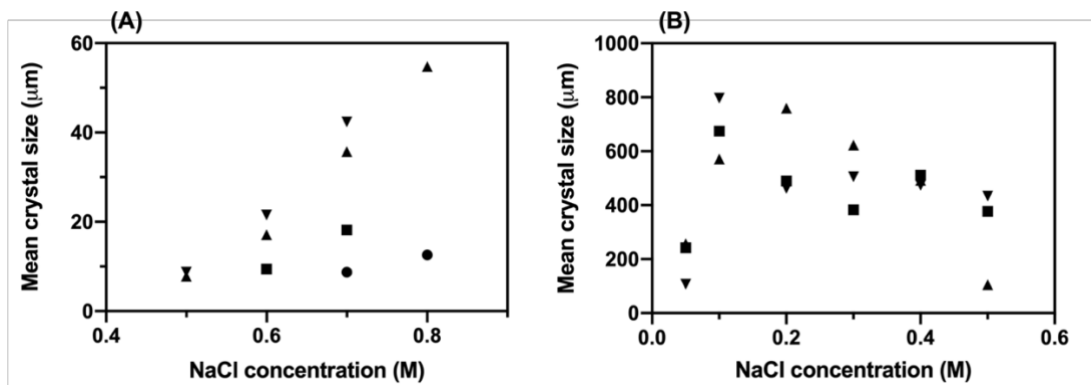 (A)
60
40
20
0
Mean crystal size (μm)
0.4
0.6
0.8
NaCl concentration (M)
(B)
1000
800
600
400
200
0
Mean crystal size (μm)
0.0
0.2
0.4
0.6
NaCl concentration (M)